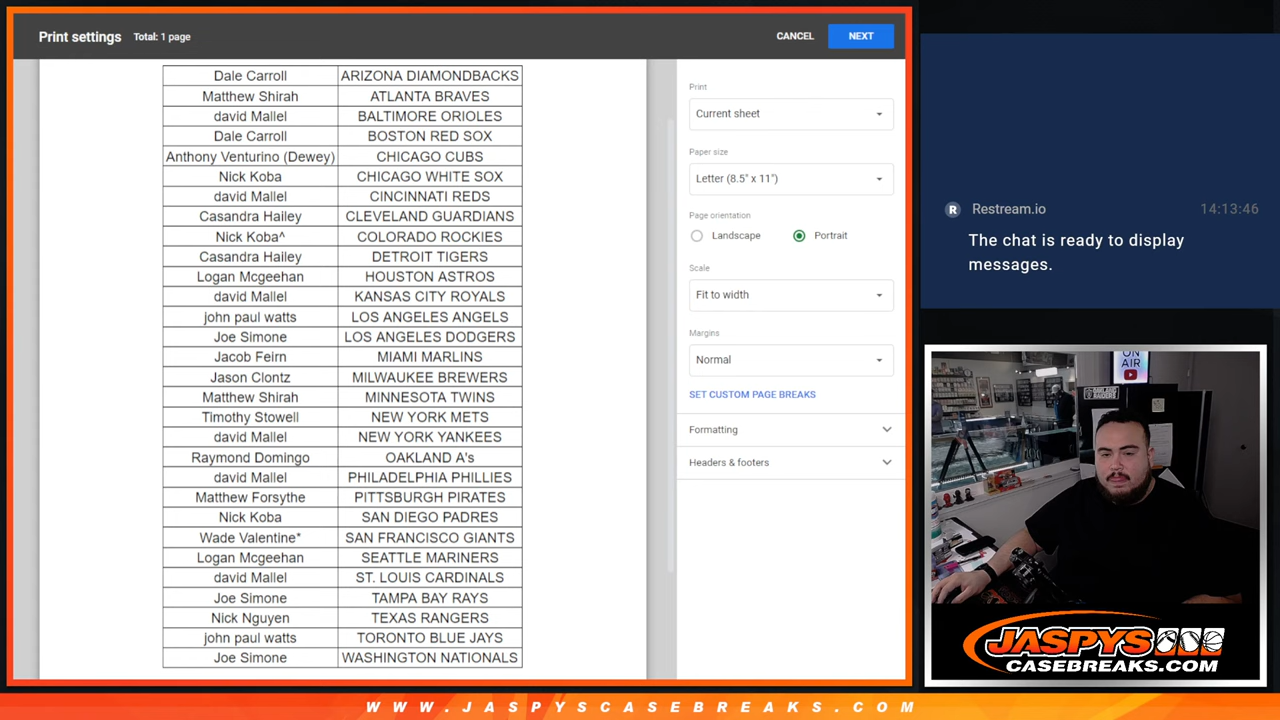 Print settings Total: 1 page CANCEL NEXT
Dale Carroll ARIZONA DIAMONDBACKS
Matthew Shirah ATLANTA BRAVES
david Mallel BALTIMORE ORIOLES
Dale Carroll BOSTON RED SOX
Anthony Venturino (Dewey) CHICAGO CUBS
Nick Koba CHICAGO WHITE SOX
david Mallel CINCINNATI REDS
Casandra Hailey CLEVELAND GUARDIANS
Nick Koba^ COLORADO ROCKIES
Casandra Hailey DETROIT TIGERS
Logan Mcgeehan HOUSTON ASTROS
david Mallel KANSAS CITY ROYALS
john paul watts LOS ANGELES ANGELS
Joe Simone LOS ANGELES DODGERS
Jacob Feirn MIAMI MARLINS
Jason Clontz MILWAUKEE BREWERS
Matthew Shirah MINNESOTA TWINS
Timothy Stowell NEW YORK METS
david Mallel NEW YORK YANKEES
Raymond Domingo OAKLAND A's
david Mallel PHILADELPHIA PHILLIES
Matthew Forsythe PITTSBURGH PIRATES
Nick Koba SAN DIEGO PADRES
Wade Valentine* SAN FRANCISCO GIANTS
Logan Mcgeehan SEATTLE MARINERS
david Mallel ST. LOUIS CARDINALS
Joe Simone TAMPA BAY RAYS
Nick Nguyen TEXAS RANGERS
john paul watts TORONTO BLUE JAYS
Joe Simone WASHINGTON NATIONALS
Print
Current sheet
Paper size
Letter (8.5" x 11")
Page orientation
Landscape Portrait
Scale
Fit to width
Margins
Normal
SET CUSTOM PAGE BREAKS
Formatting
Headers & footers
R Restream.io 14:13:46
The chat is ready to display
messages.
ON
AIR
JASPYS
CASEBREAKS.COM
WWW.JASPYSCASEBREAKS.COM